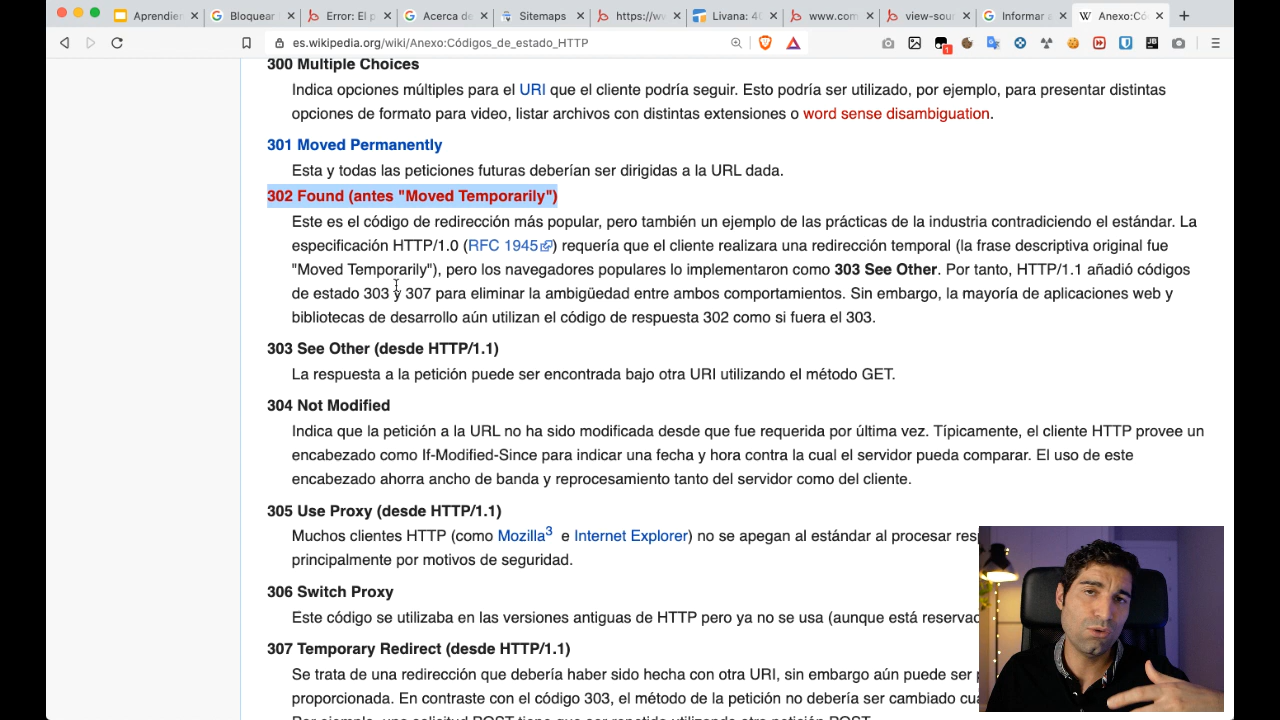 Aprendier
Bloquear
Error: El p
Acerca de
Sitemaps
https://wv
Livana: 40
www.com
view-sour
Informar a
Anexo:Có
es.wikipedia.org/wiki/Anexo:Códigos_de_estado_HTTP
300 Multiple Choices
Indica opciones múltiples para el URI que el cliente podría seguir. Esto podría ser utilizado, por ejemplo, para presentar distintas
opciones de formato para video, listar archivos con distintas extensiones o word sense disambiguation.
301 Moved Permanently
Esta y todas las peticiones futuras deberían ser dirigidas a la URL dada.
302 Found (antes "Moved Temporarily")
Este es el código de redirección más popular, pero también un ejemplo de las prácticas de la industria contradiciendo el estándar. La
especificación HTTP/1.0 (RFC 1945) requería que el cliente realizara una redirección temporal (la frase descriptiva original fue
"Moved Temporarily"), pero los navegadores populares lo implementaron como 303 See Other. Por tanto, HTTP/1.1 añadió códigos
de estado 303 y 307 para eliminar la ambigüedad entre ambos comportamientos. Sin embargo, la mayoría de aplicaciones web y
bibliotecas de desarrollo aún utilizan el código de respuesta 302 como si fuera el 303.
303 See Other (desde HTTP/1.1)
La respuesta a la petición puede ser encontrada bajo otra URI utilizando el método GET.
304 Not Modified
Indica que la petición a la URL no ha sido modificada desde que fue requerida por última vez. Típicamente, el cliente HTTP provee un
encabezado como If-Modified-Since para indicar una fecha y hora contra la cual el servidor pueda comparar. El uso de este
encabezado ahorra ancho de banda y reprocesamiento tanto del servidor como del cliente.
305 Use Proxy (desde HTTP/1.1)
Muchos clientes HTTP (como Mozilla3 e Internet Explorer) no se apegan al estándar al procesar resp
principalmente por motivos de seguridad.
306 Switch Proxy
Este código se utilizaba en las versiones antiguas de HTTP pero ya no se usa (aunque está reservad
307 Temporary Redirect (desde HTTP/1.1)
Se trata de una redirección que debería haber sido hecha con otra URI, sin embargo aún puede ser p
proporcionada. En contraste con el código 303, el método de la petición no debería ser cambiado cua